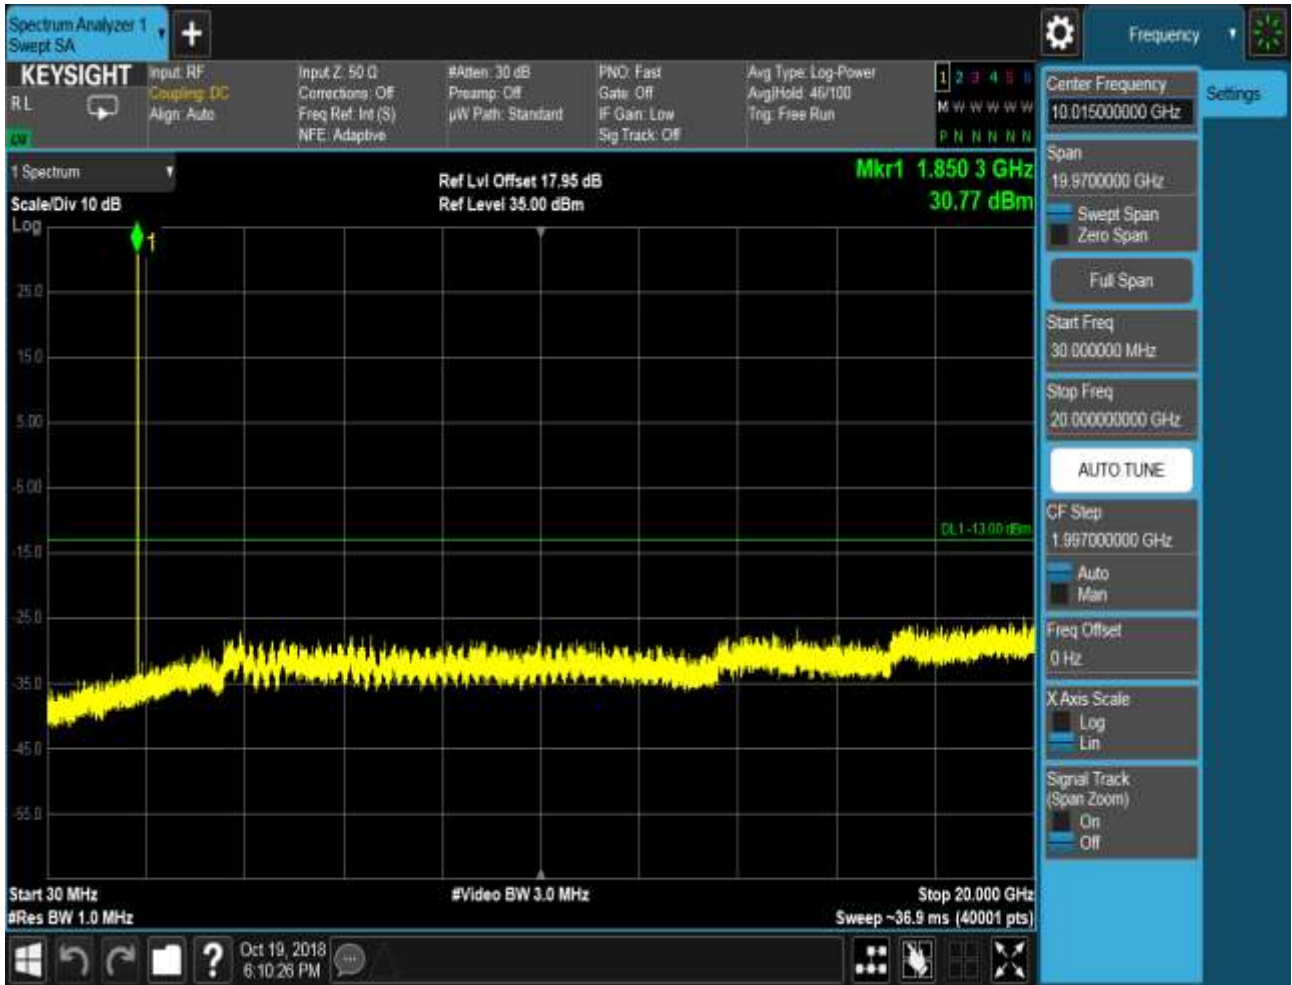 Spectrum Analyzer 1
Swept SA
Frequency
KEYSIGHT
RL
Input: RF
Coupling: DC
Align: Auto
Input Z: 50 Ω
Corrections: Off
Freq Ref: Int (S)
NFE: Adaptive
#Atten: 30 dB
Preamp: Off
µW Path: Standard
PNO: Fast
Gate: Off
IF Gain: Low
Sig Track: Off
Avg Type: Log-Power
Avg|Hold: 46/100
Trig: Free Run
1 2 3 4 5 6
M W W W W W
P N N N N N
1 Spectrum
Scale/Div 10 dB
Log
Ref Lvl Offset 17.95 dB
Ref Level 35.00 dBm
Mkr1 1.850 3 GHz
30.77 dBm
1
25.0
15.0
5.00
-5.00
-15.0
-25.0
-35.0
-45.0
-55.0
DL1 -13.00 dBm
Start 30 MHz
#Res BW 1.0 MHz
#Video BW 3.0 MHz
Stop 20.000 GHz
Sweep ~36.9 ms (40001 pts)
Center Frequency
10.015000000 GHz
Settings
Span
19.9700000 GHz
Swept Span
Zero Span
Full Span
Start Freq
30.000000 MHz
Stop Freq
20.000000000 GHz
AUTO TUNE
CF Step
1.997000000 GHz
Auto
Man
Freq Offset
0 Hz
X Axis Scale
Log
Lin
Signal Track
(Span Zoom)
On
Off
?
Oct 19, 2018
6:10:26 PM